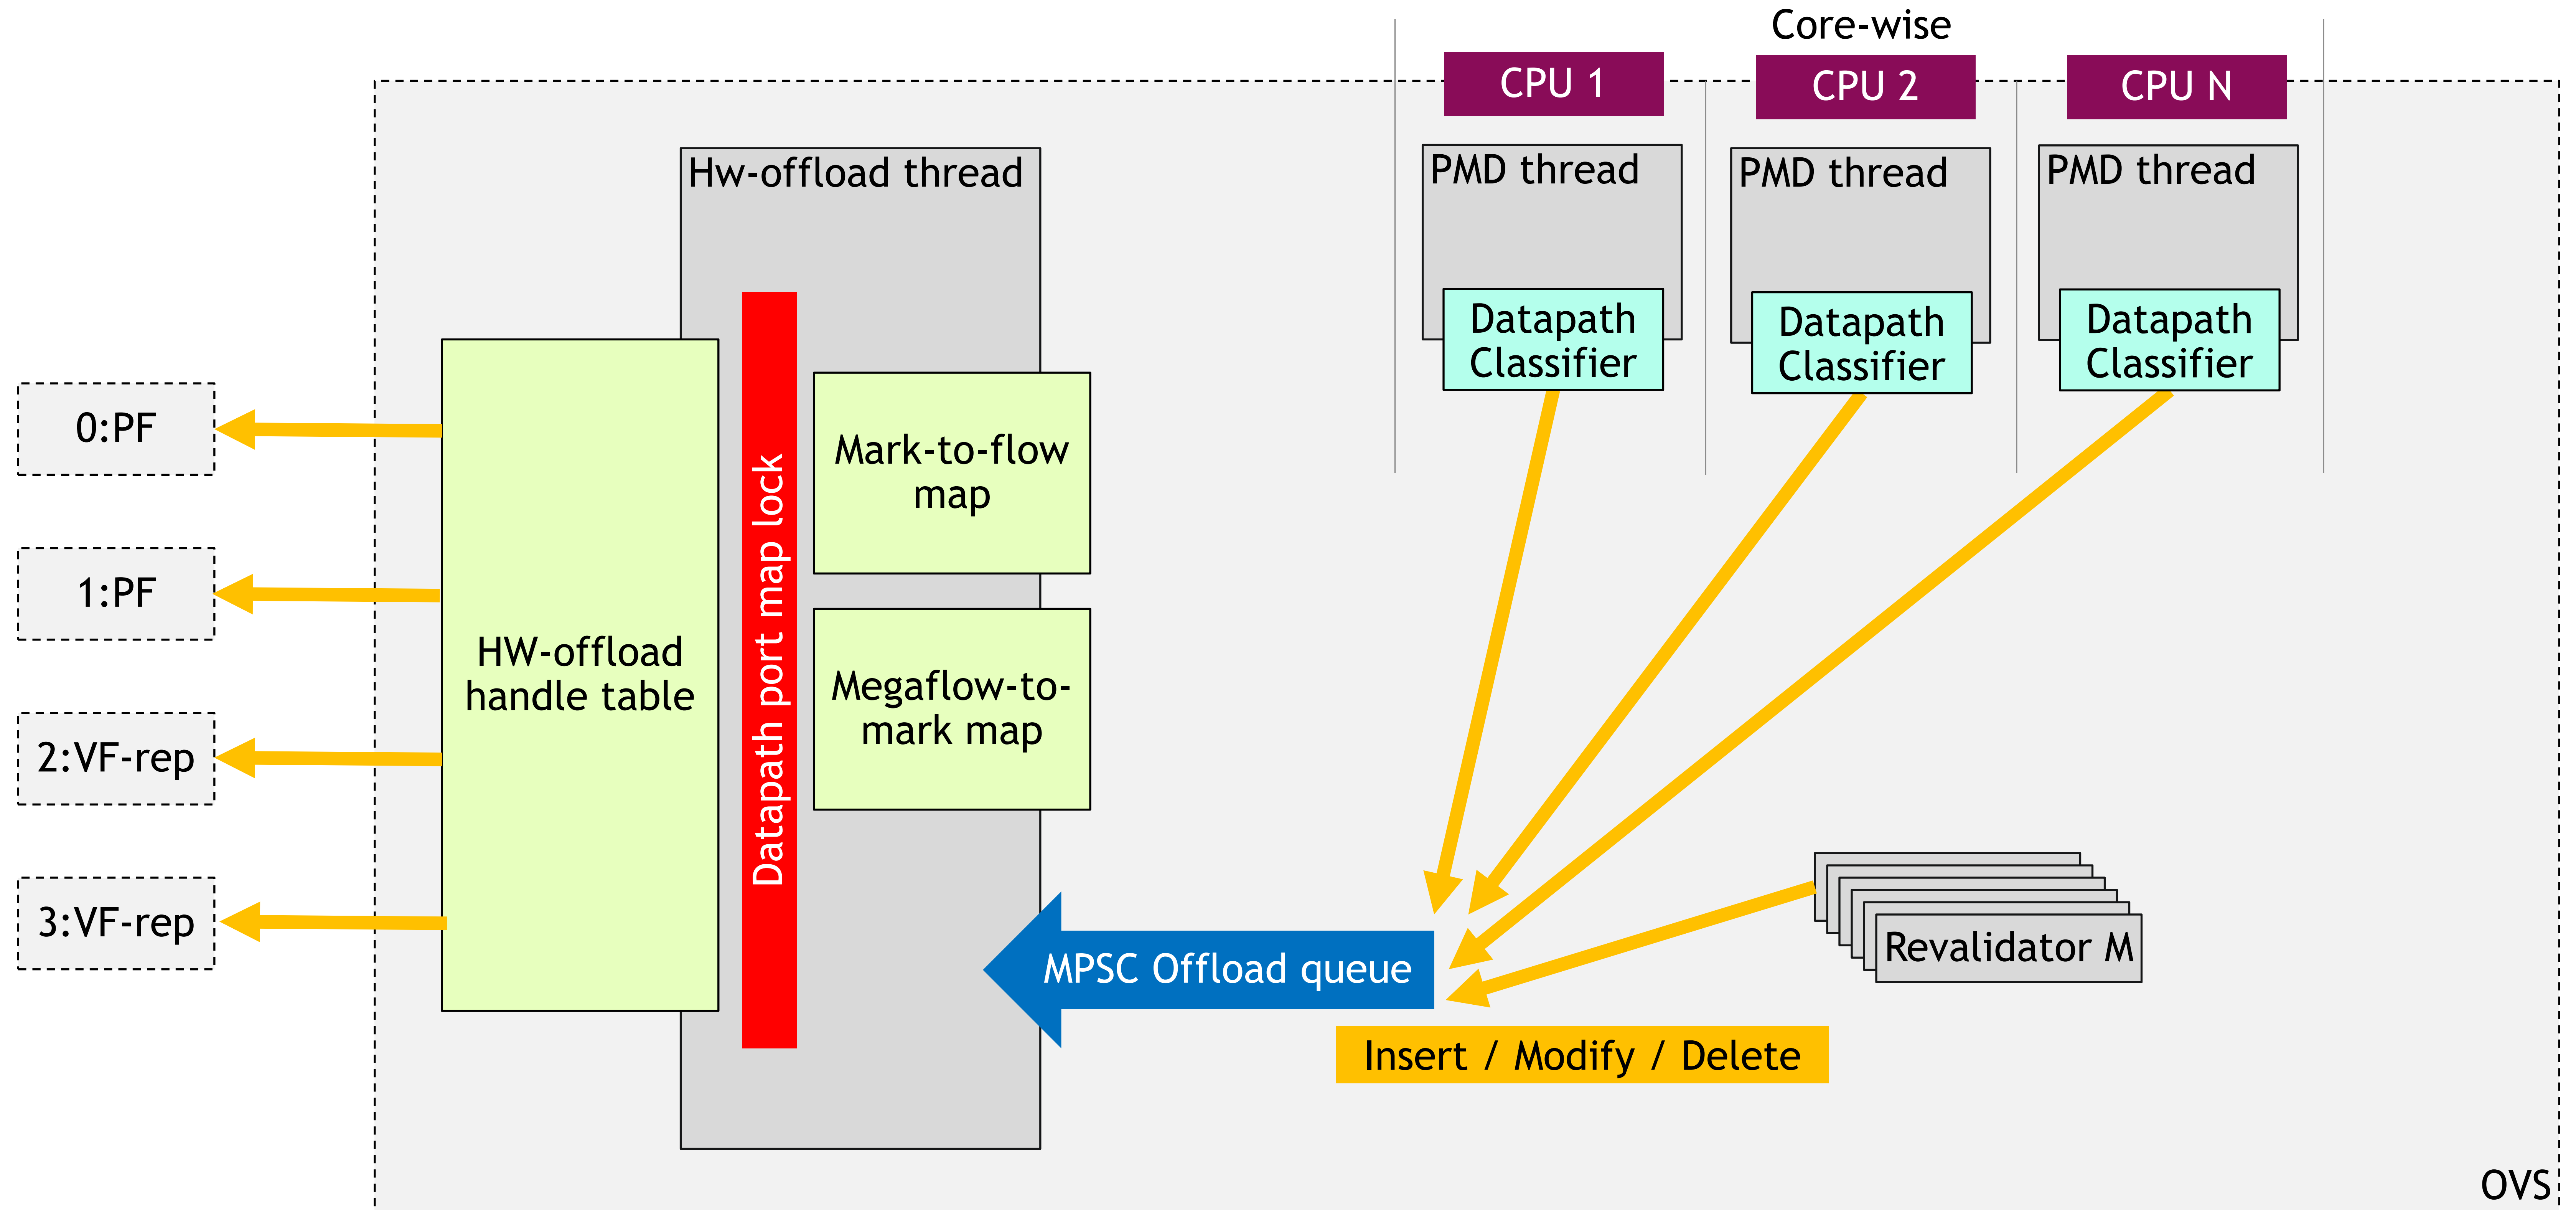 Core-wise
CPU 1
CPU 2
CPU N
Hw-offload thread
PMD thread
PMD thread
PMD thread
Datapath
Classifier
Datapath
Classifier
Datapath
Classifier
0:PF
1:PF
2:VF-rep
3:VF-rep
HW-offload
handle table
Datapath port map lock
Mark-to-flow
map
Megaflow-to-
mark map
MPSC Offload queue
Revalidator M
Insert / Modify / Delete
OVS